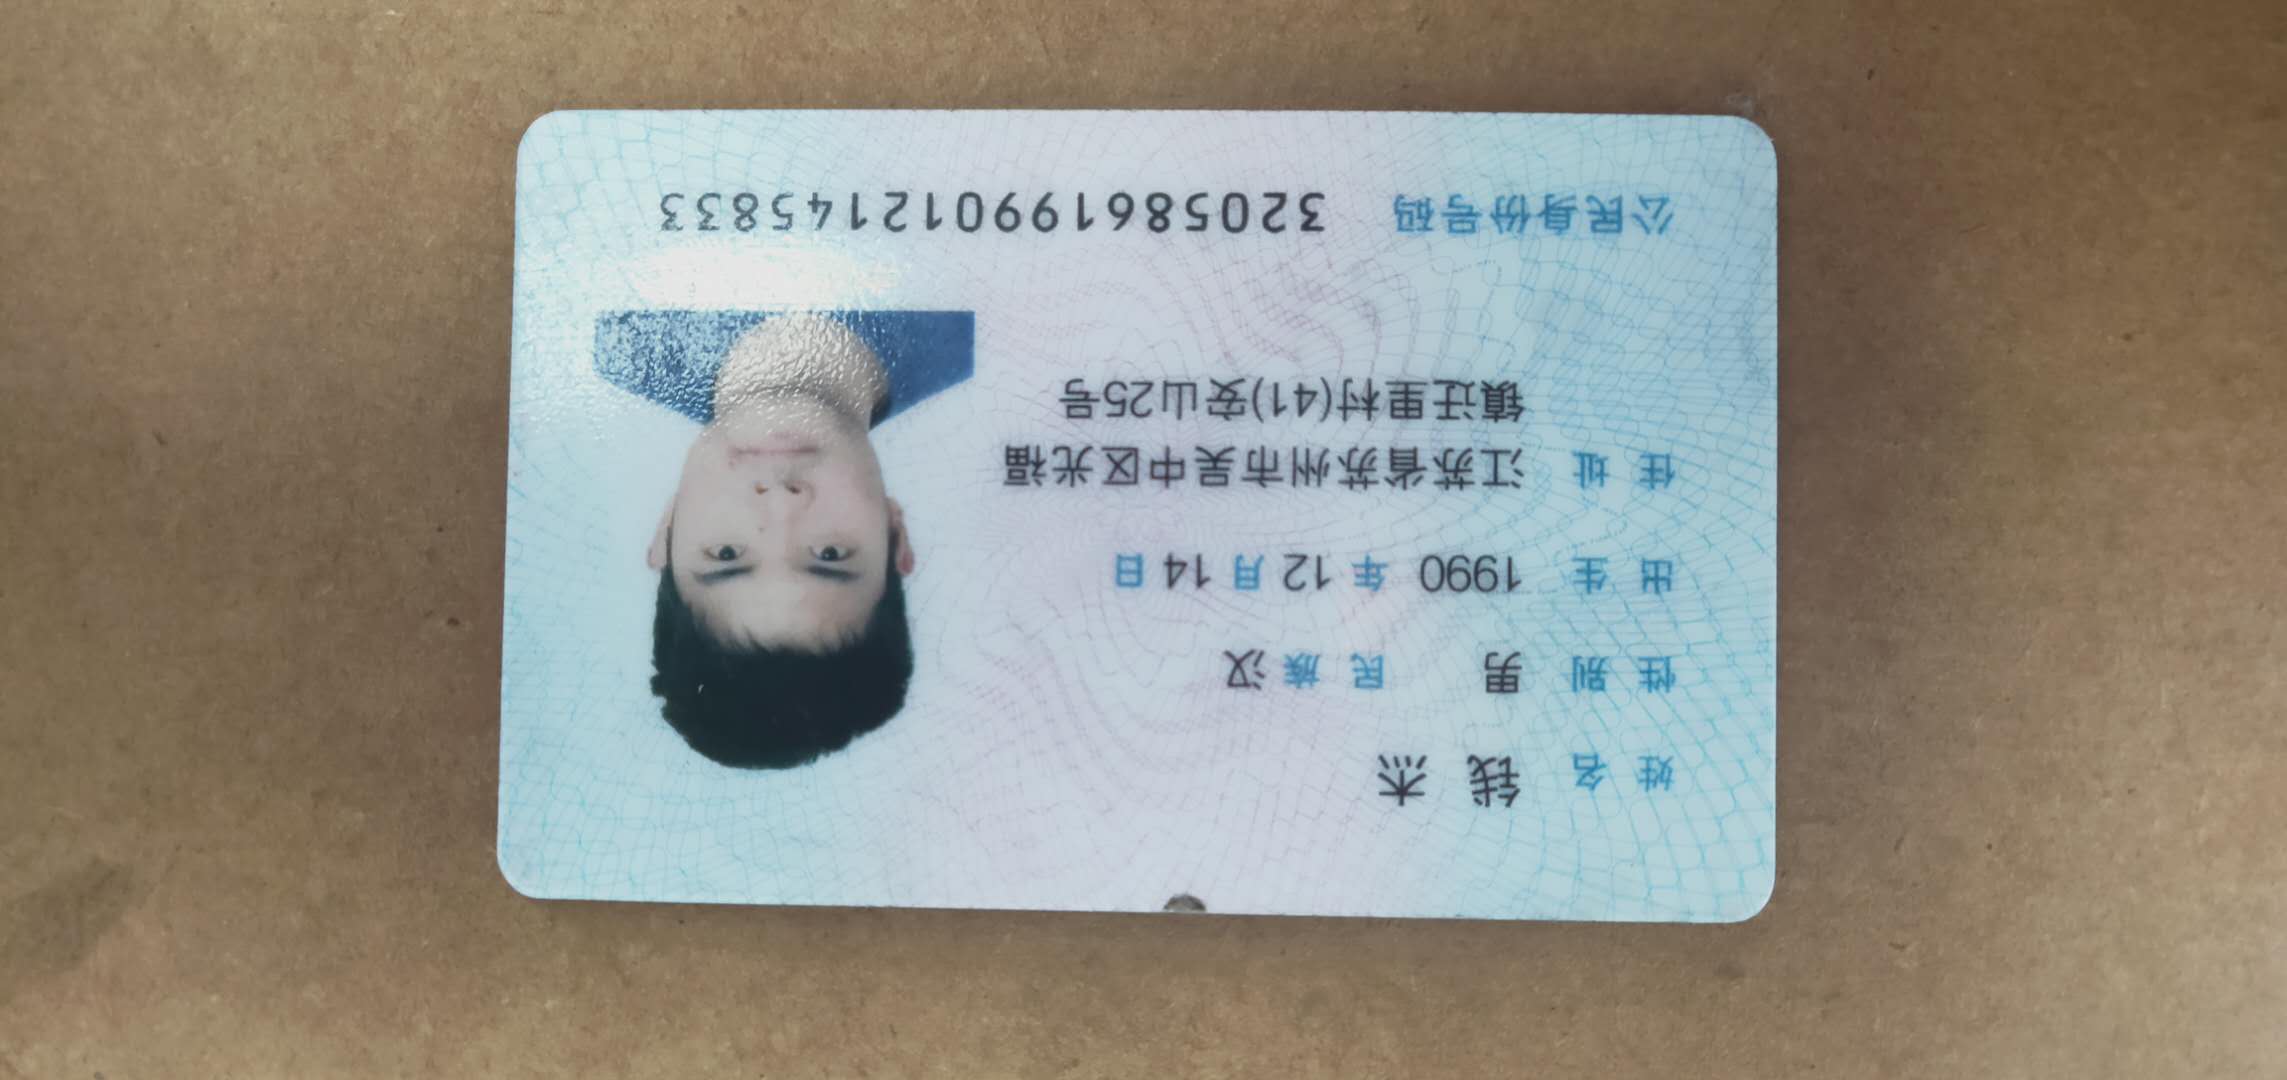 姓名 钱杰
性别 男 民族 汉
出生 1990 年 12 月 14 日
住址 江苏省苏州市吴中区光福
镇迂里村(41)安山25号
公民身份号码 320586199012145833